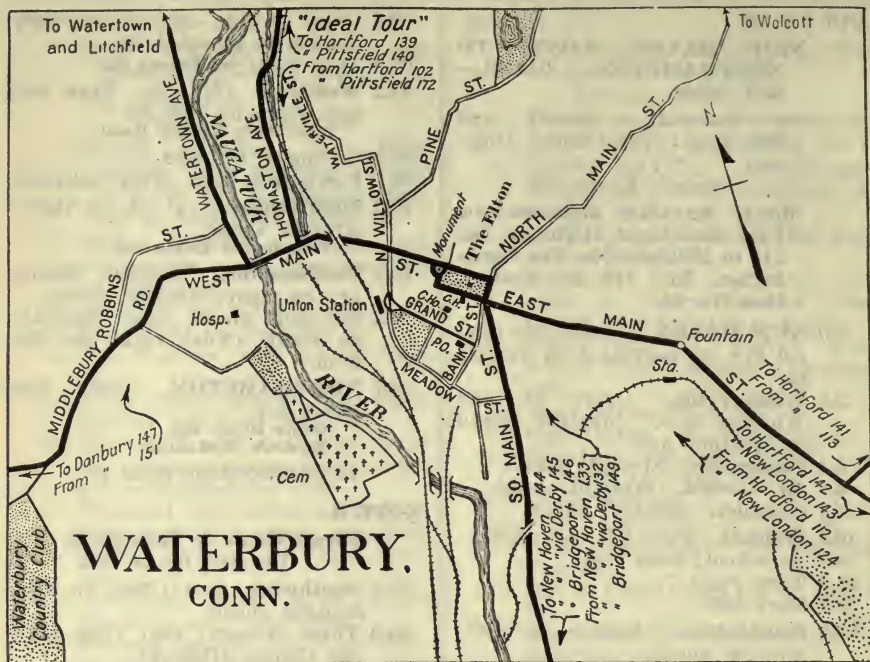 To Watertown
and Litchfield
"Ideal Tour"
To Hartford 139
" Pittsfield 140
From Hartford 102
" Pittsfield 172
To Wolcott
WATERTOWN AVE.
NAUGATUCK
THOMASTON AVE.
WATERVILLE ST.
N. WILLOW ST.
PINE ST.
NORTH MAIN ST.
N
Monument
The Elton
ROBBINS ST.
MIDDLEBURY RD.
WEST MAIN ST.
Hosp.
Union Station
C.H.
GRAND ST.
P.O.
BANK ST.
MEADOW ST.
EAST MAIN ST.
Fountain
Sta.
RIVER
Cem
SO. MAIN ST.
To Danbury 147
From " 151
To Hartford 141
From " 113
To Hartford 142
" New London 143
From Hartford 112
" New London 124
To New Haven 144
" " via Derby 145
" Bridgeport 146
From New Haven 133
" " via Derby 132
" Bridgeport 149
Waterbury
Country Club
WATERBURY,
CONN.